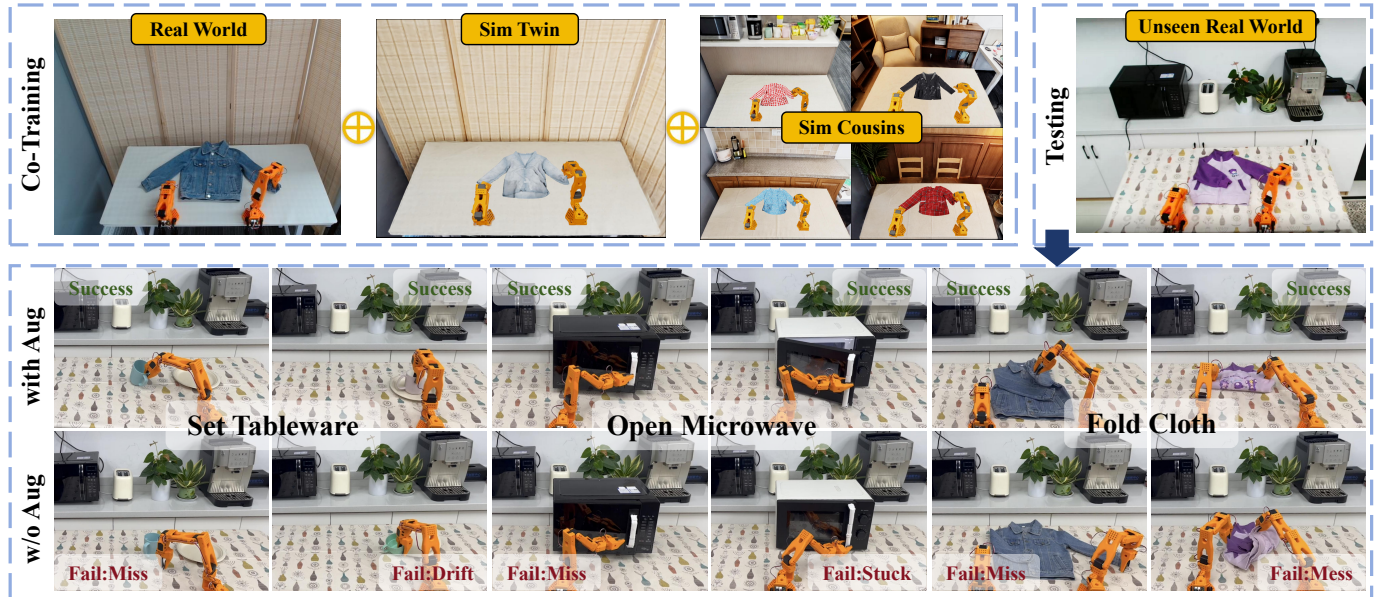 Co-Training
Real World
Sim Twin
Sim Cousins
Testing
Unseen Real World
with Aug
Success
Success
Success
Success
Success
Success
Set Tableware
Open Microwave
Fold Cloth
w/o Aug
Fail:Miss
Fail:Drift
Fail:Miss
Fail:Stuck
Fail:Miss
Fail:Mess